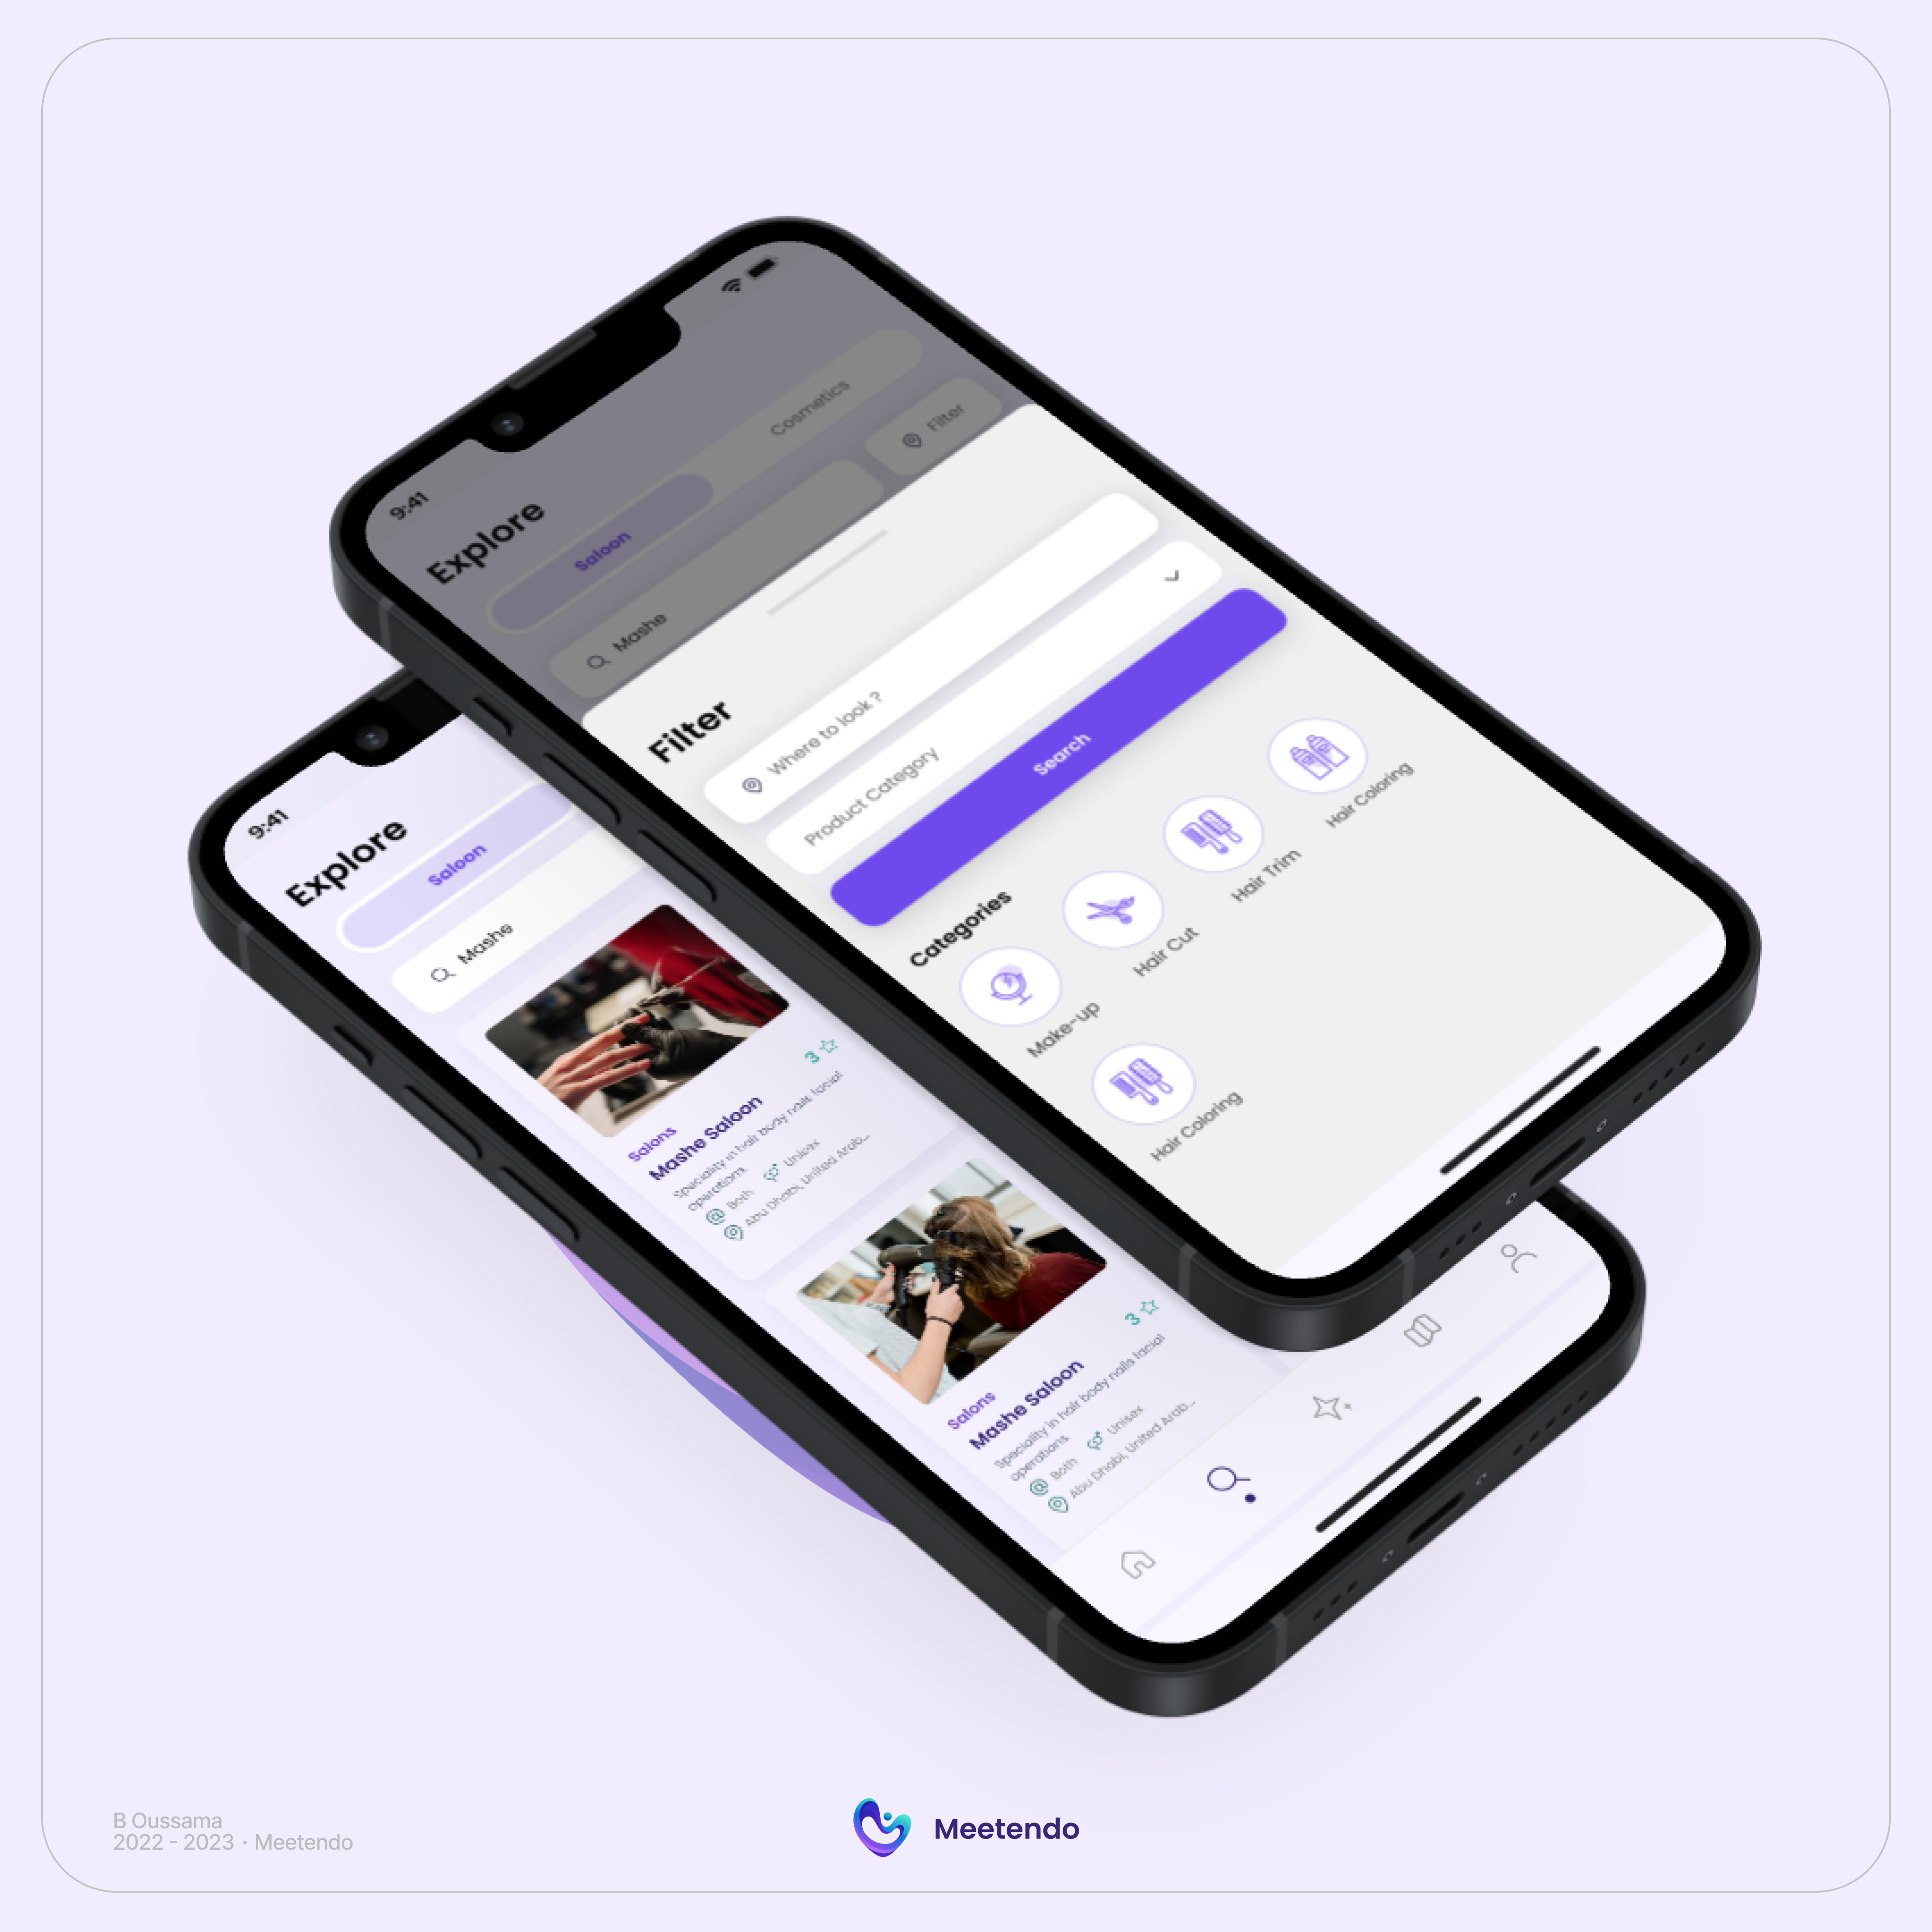 9:41
Explore
Saloon
Cosmetics
Mashe
Filter
Filter
Where to look ?
Product Category
Search
Categories
Make-up
Hair Cut
Hair Trim
Hair Coloring
Hair Coloring
9:41
Explore
Saloon
Mashe
3
Salons
Mashe Saloon
Speciality in hair body nails facial
operations
Both Unisex
Abu Dhabi, United Arab...
3
Salons
Mashe Saloon
Speciality in hair body nails facial
operations
Both Unisex
Abu Dhabi, United Arab...
B Oussama
2022 - 2023 · Meetendo
Meetendo